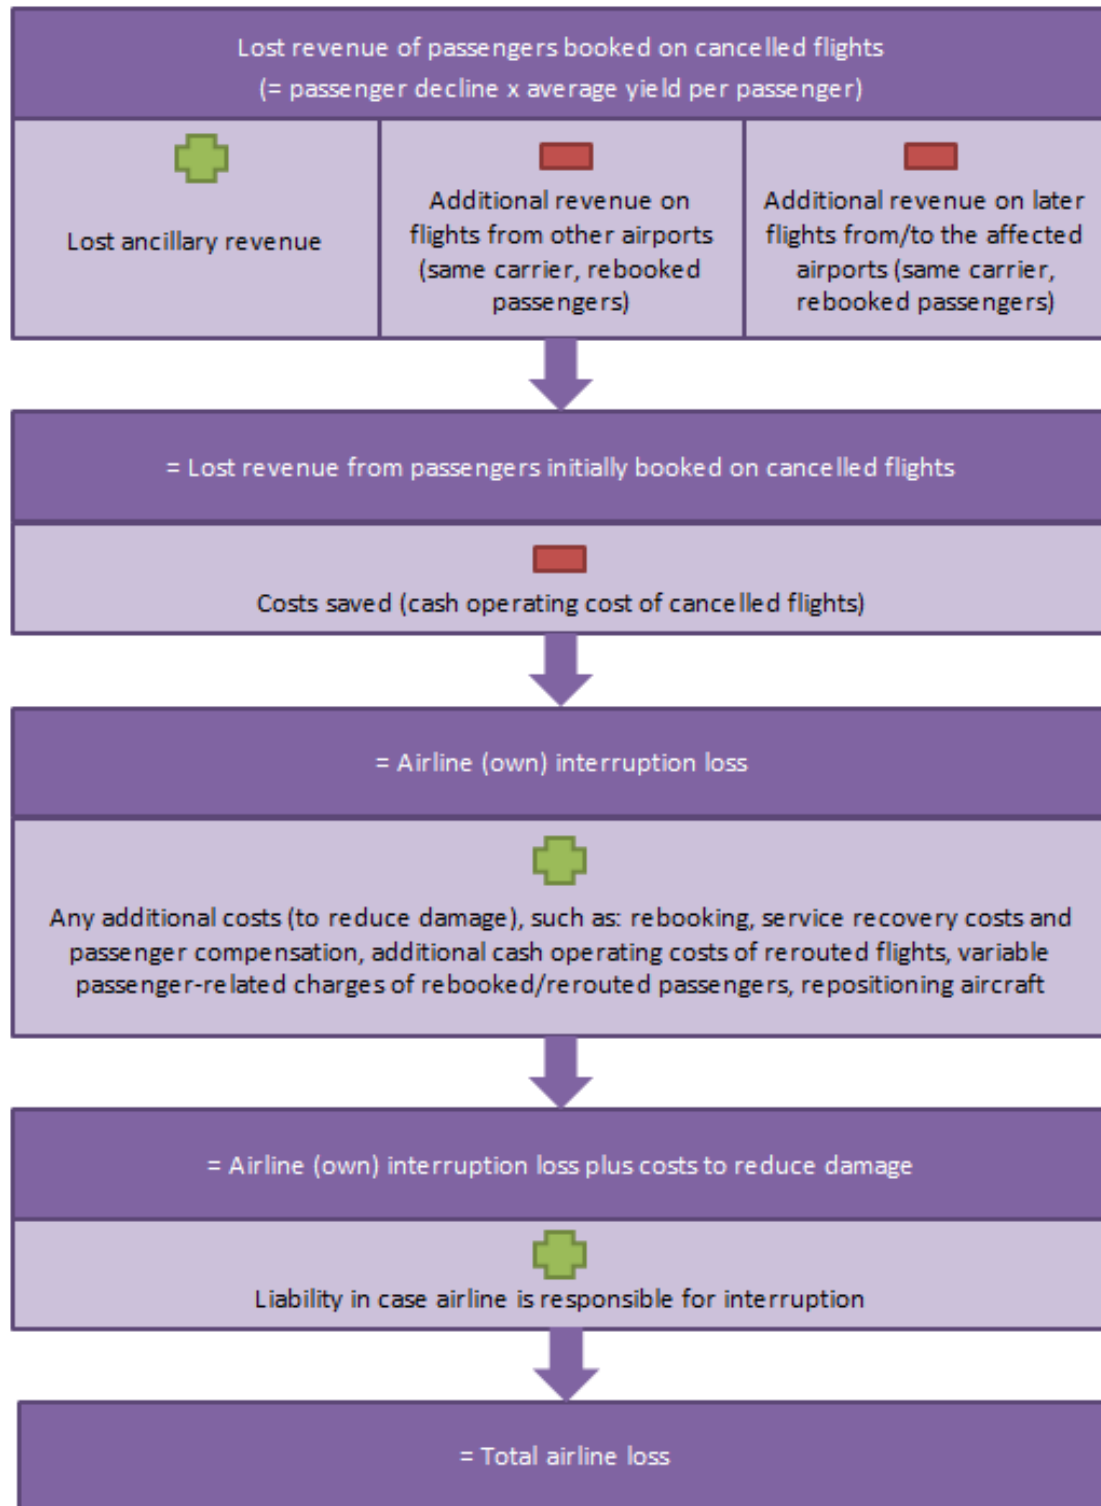 Lost revenue of passengers booked on cancelled flights
(= passenger decline x average yield per passenger)
Lost ancillary revenue
Additional revenue on
flights from other airports
(same carrier, rebooked
passengers)
Additional revenue on later
flights from/to the affected
airports (same carrier,
rebooked passengers)
= Lost revenue from passengers initially booked on cancelled flights
Costs saved (cash operating cost of cancelled flights)
= Airline (own) interruption loss
Any additional costs (to reduce damage), such as: rebooking, service recovery costs and
passenger compensation, additional cash operating costs of rerouted flights, variable
passenger-related charges of rebooked/rerouted passengers, repositioning aircraft
= Airline (own) interruption loss plus costs to reduce damage
Liability in case airline is responsible for interruption
= Total airline loss